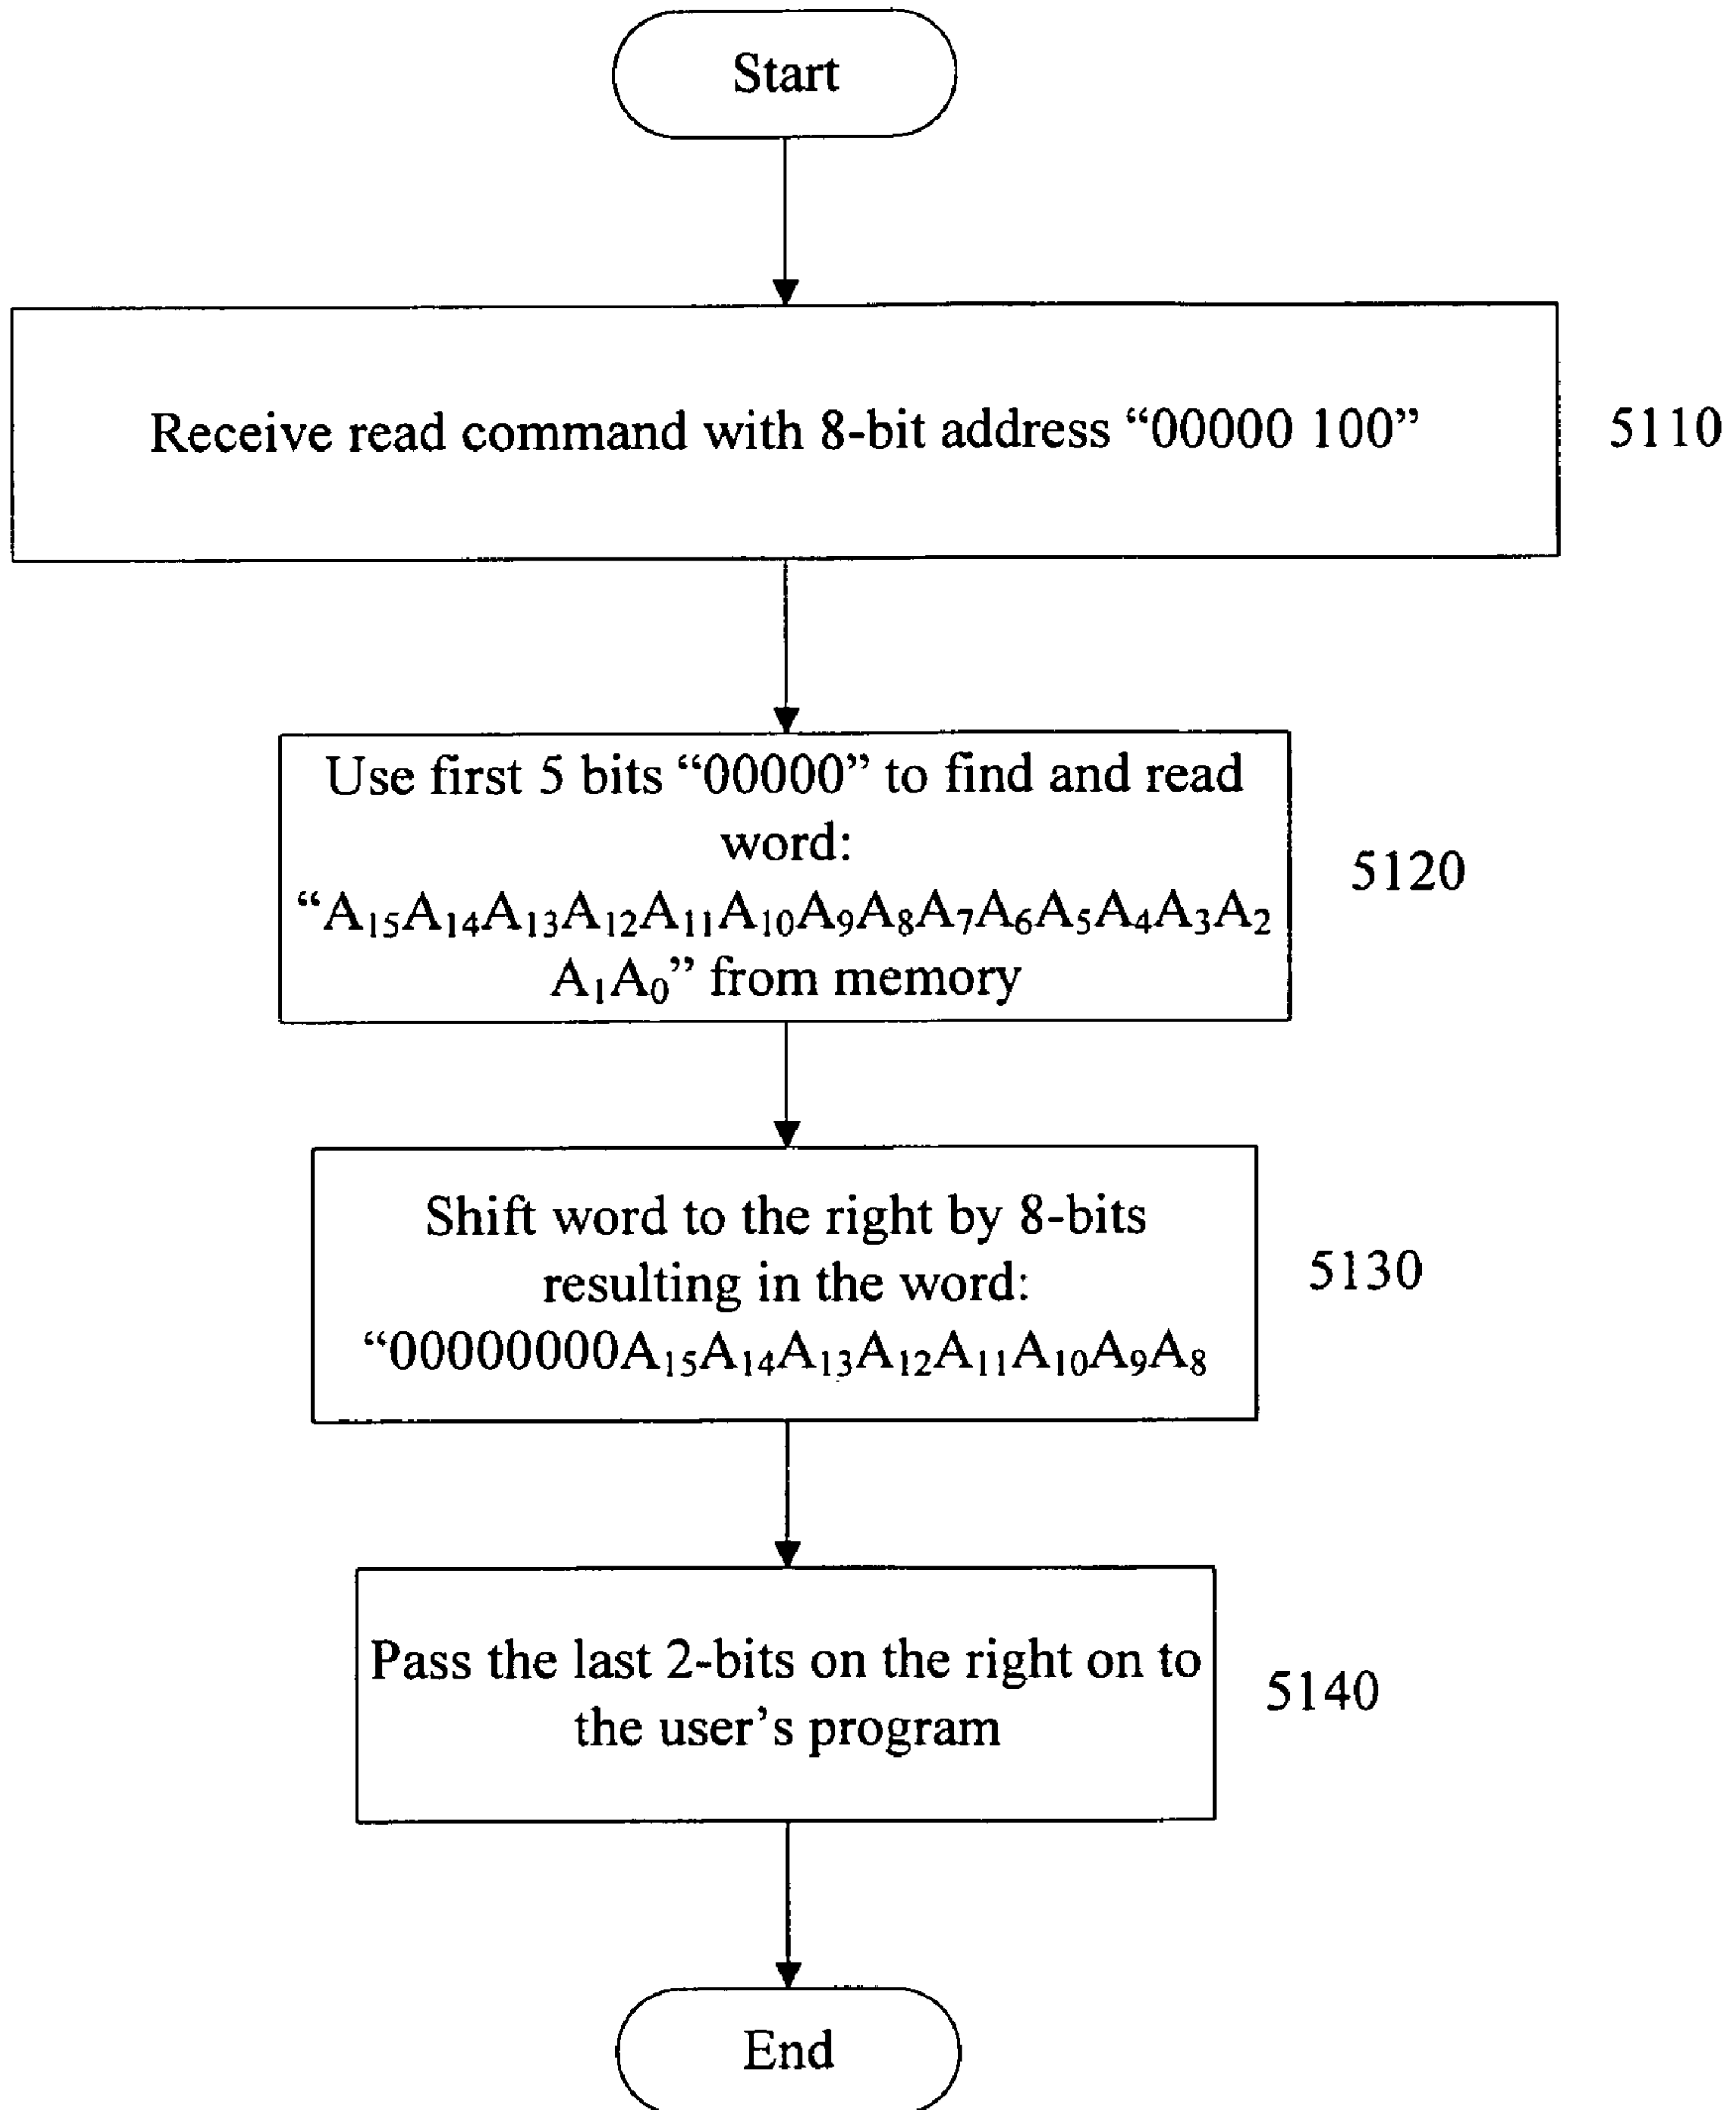 Start
Receive read command with 8-bit address “00000 100”
5110
Use first 5 bits “00000” to find and read
word:
“A₁₅A₁₄A₁₃A₁₂A₁₁A₁₀A₉A₈A₇A₆A₅A₄A₃A₂
A₁A₀” from memory
5120
Shift word to the right by 8-bits
resulting in the word:
“00000000A₁₅A₁₄A₁₃A₁₂A₁₁A₁₀A₉A₈
5130
Pass the last 2-bits on the right on to
the user’s program
5140
End